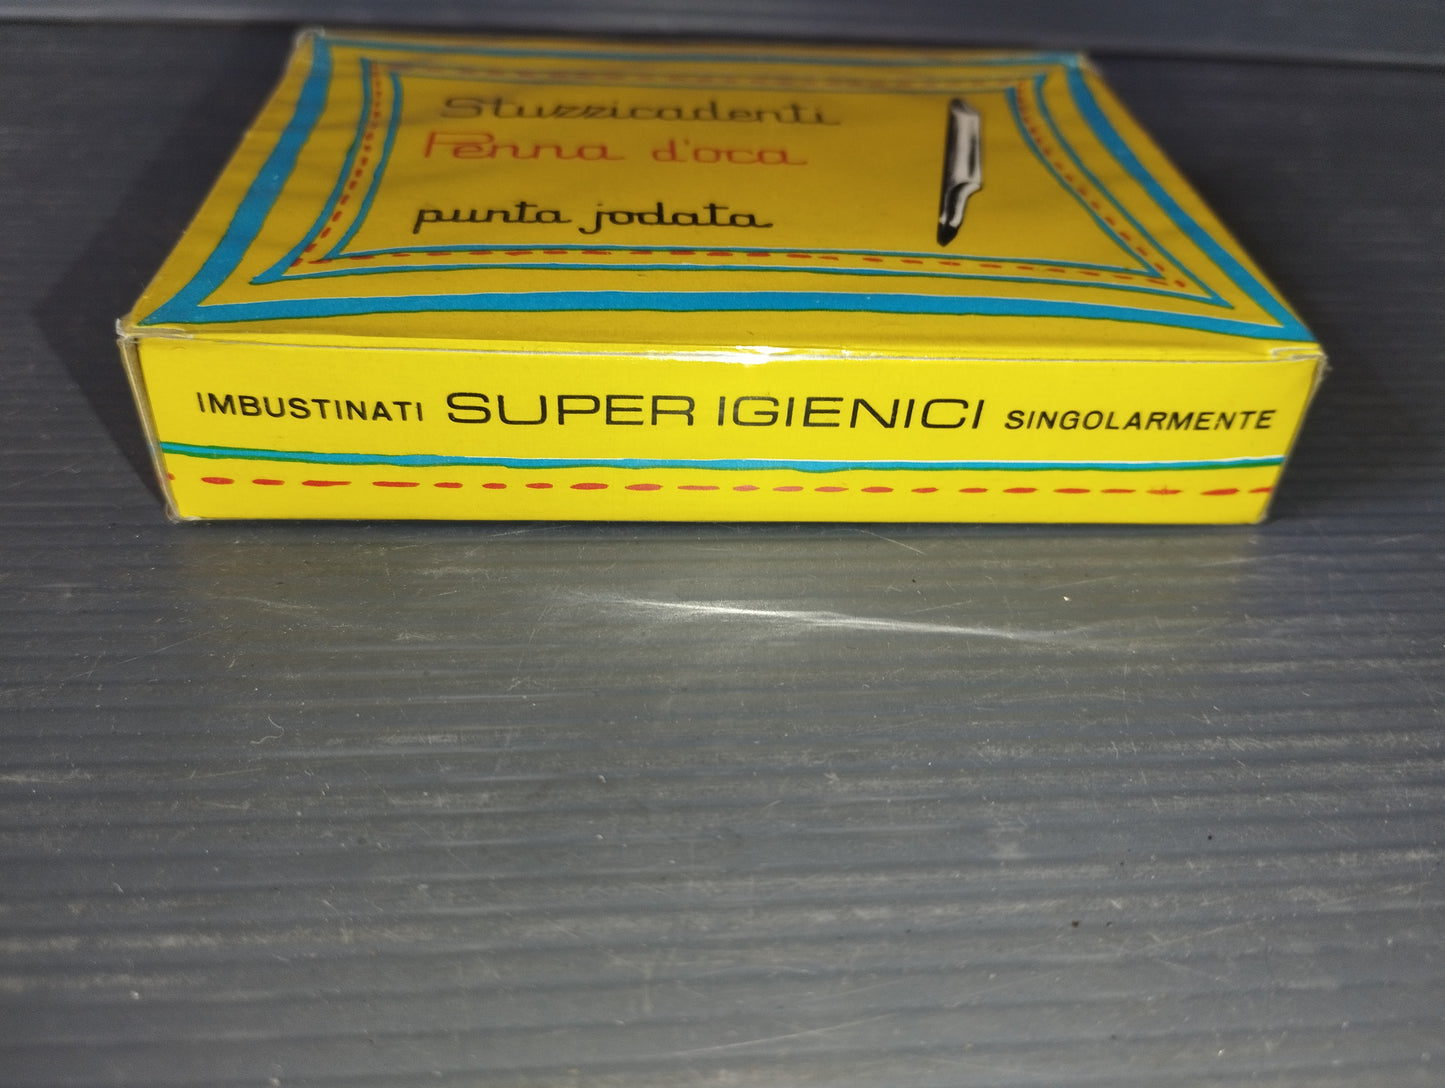 Stuzzicadenti
Penna d'oca
punta jodata
IMBUSTINATI SUPER IGIENICI SINGOLARMENTE